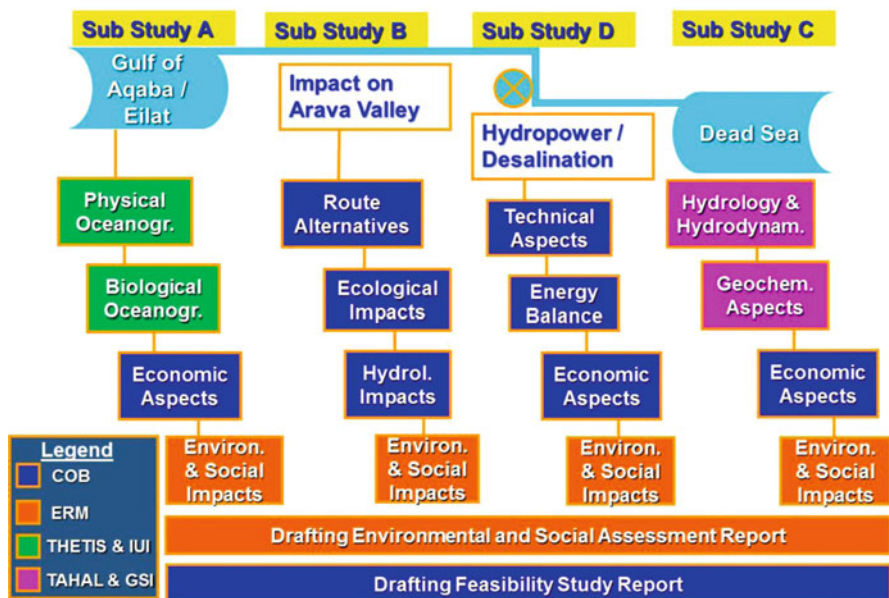 Sub Study A
Sub Study B
Sub Study D
Sub Study C
Gulf of
Aqaba /
Eilat
Impact on
Arava Valley
Hydropower /
Desalination
Dead Sea
Physical
Oceanogr.
Route
Alternatives
Technical
Aspects
Hydrology &
Hydrodynam.
Biological
Oceanogr.
Ecological
Impacts
Energy
Balance
Geochem.
Aspects
Economic
Aspects
Hydrol.
Impacts
Economic
Aspects
Economic
Aspects
Environ.
& Social
Impacts
Environ.
& Social
Impacts
Environ.
& Social
Impacts
Environ.
& Social
Impacts
Legend
COB
ERM
THETIS & IUI
TAHAL & GSI
Drafting Environmental and Social Assessment Report
Drafting Feasibility Study Report